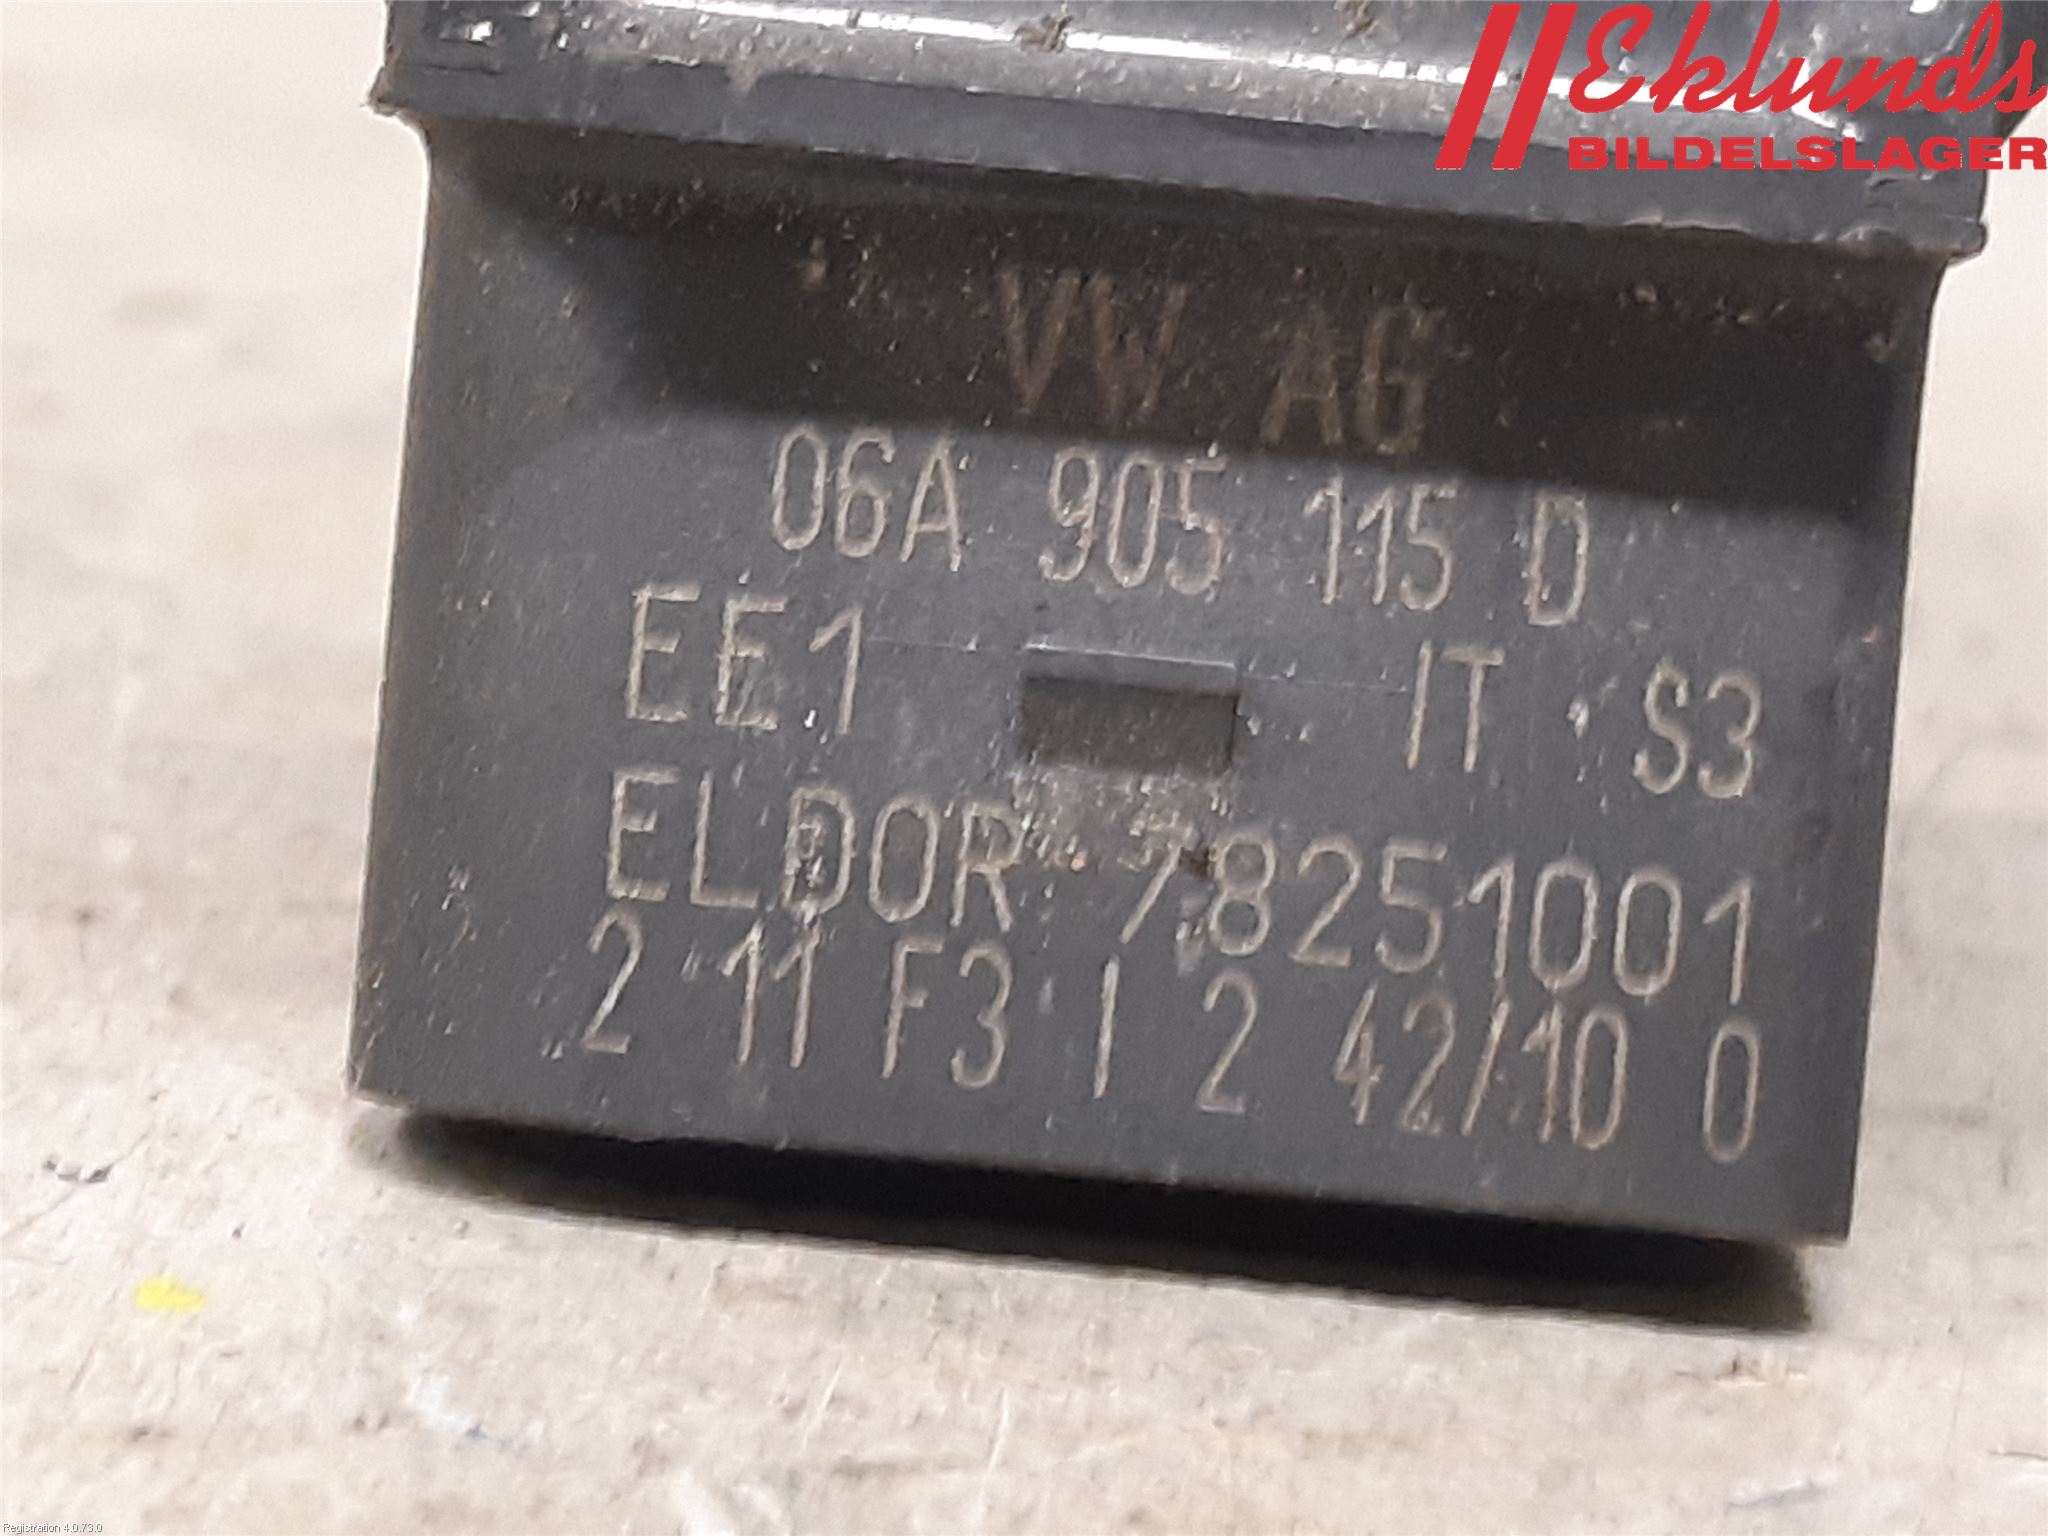 Eklunds
BILDELSLAGER
VW AG
06A 905 115 D
EE1 IT S3
ELDOR 78251001
2 11 F3 I 2 42/10 0
Registration 4.0.73.0